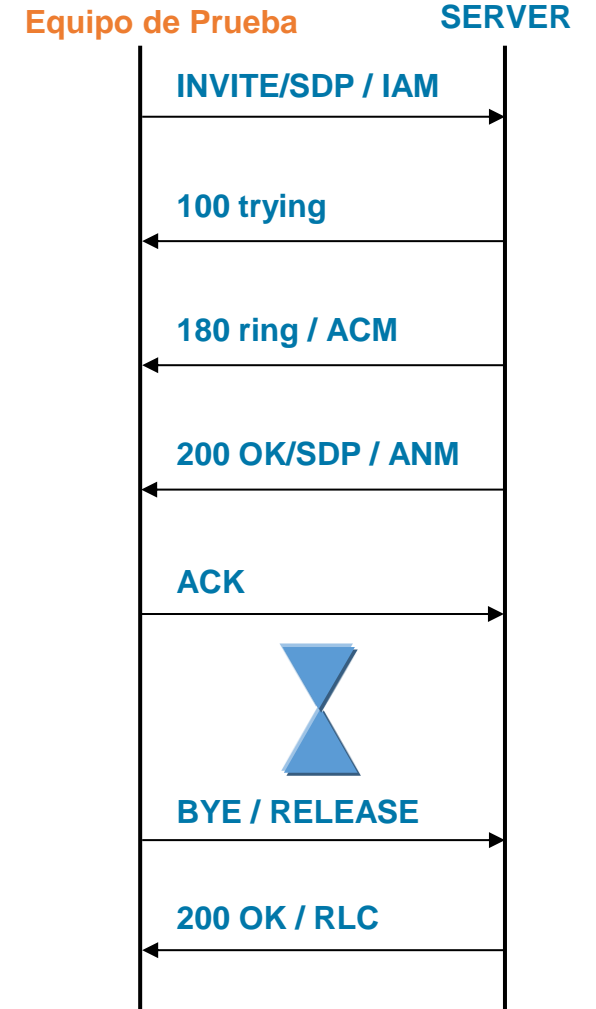 Equipo de Prueba
SERVER
INVITE/SDP / IAM
100 trying
180 ring / ACM
200 OK/SDP / ANM
ACK
BYE / RELEASE
200 OK / RLC